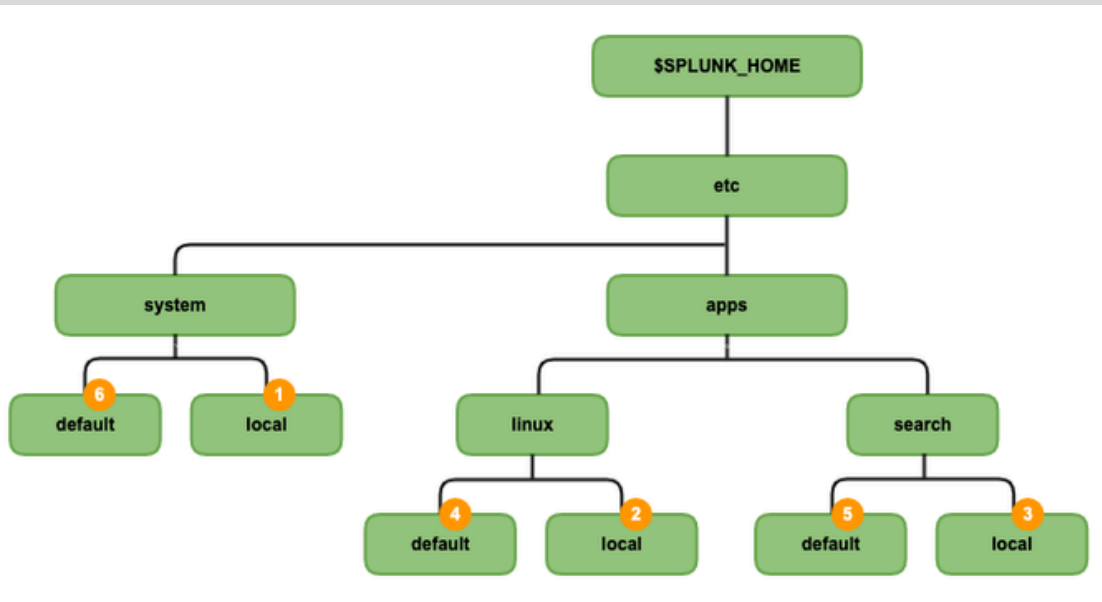 $SPLUNK_HOME
etc
system
apps
6
1
default
local
linux
search
4
2
5
3
default
local
default
local